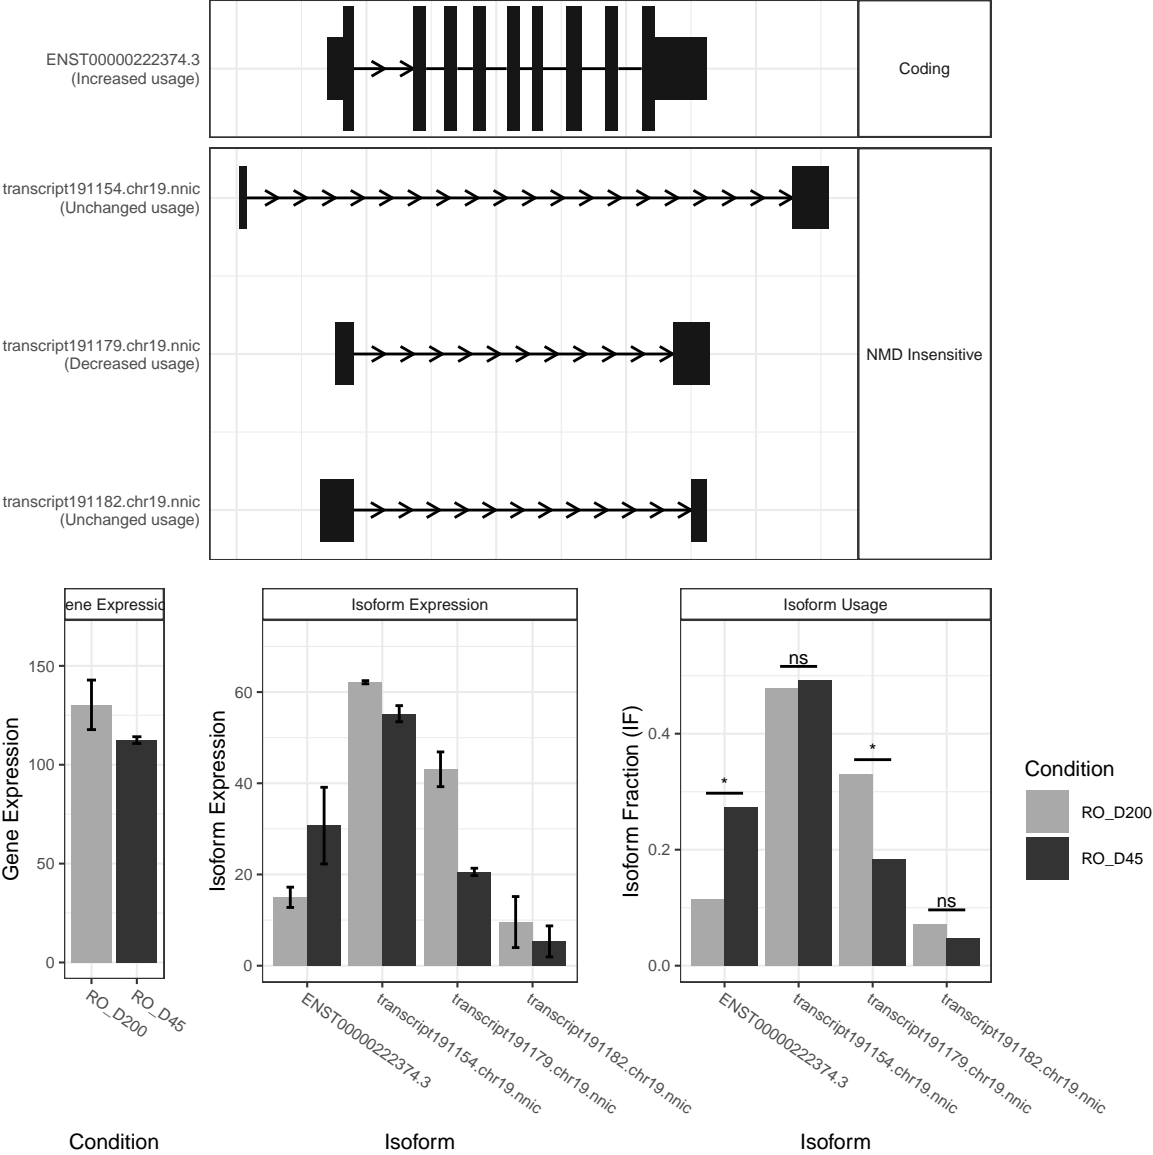 ENST00000222374.3
(Increased usage)
Coding
transcript191154.chr19.nnic
(Unchanged usage)
transcript191179.chr19.nnic
(Decreased usage)
NMD Insensitive
transcript191182.chr19.nnic
(Unchanged usage)
ene Expressio
Isoform Expression
Isoform Usage
Gene Expression
150
100
50
0
RO_D200
RO_D45
Condition
Isoform Expression
60
40
20
0
ENST00000222374.3
transcript191154.chr19.nnic
transcript191179.chr19.nnic
transcript191182.chr19.nnic
Isoform
Isoform Fraction (IF)
0.4
0.2
0.0
*
ns
*
ns
ENST00000222374.3
transcript191154.chr19.nnic
transcript191179.chr19.nnic
transcript191182.chr19.nnic
Isoform
Condition
RO_D200
RO_D45